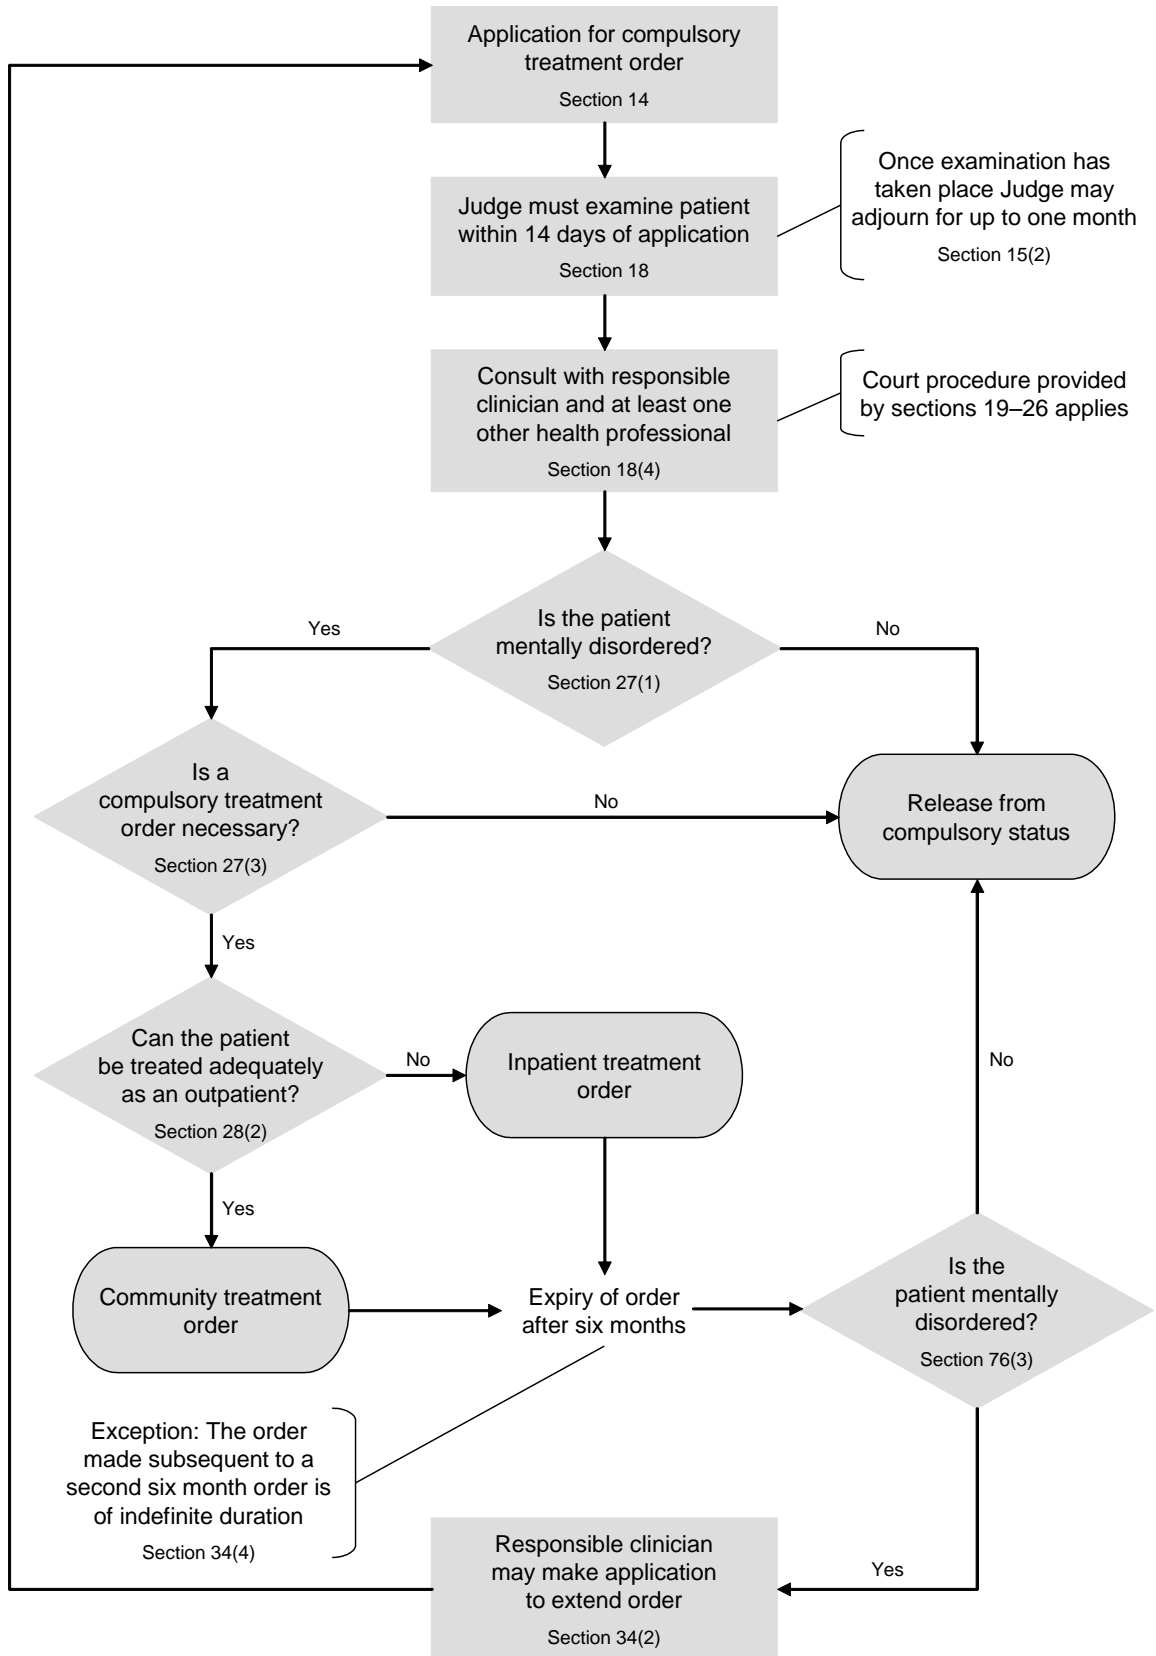 Application for compulsory
treatment order
Section 14
Judge must examine patient
within 14 days of application
Section 18
Once examination has
taken place Judge may
adjourn for up to one month
Section 15(2)
Consult with responsible
clinician and at least one
other health professional
Section 18(4)
Court procedure provided
by sections 19–26 applies
Is the patient
mentally disordered?
Section 27(1)
Yes
No
Is a
compulsory treatment
order necessary?
Section 27(3)
No
Release from
compulsory status
Yes
Can the patient
be treated adequately
as an outpatient?
Section 28(2)
No
Inpatient treatment
order
No
Yes
Community treatment
order
Expiry of order
after six months
Is the
patient mentally
disordered?
Section 76(3)
Exception: The order
made subsequent to a
second six month order is
of indefinite duration
Section 34(4)
Responsible clinician
may make application
to extend order
Section 34(2)
Yes